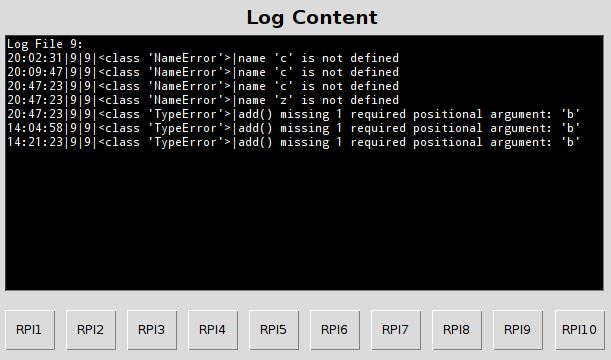 Log Content
Log File 9:
20:02:31|9|9|<class 'NameError'>|name 'c' is not defined
20:09:47|9|9|<class 'NameError'>|name 'c' is not defined
20:47:23|9|9|<class 'NameError'>|name 'c' is not defined
20:47:23|9|9|<class 'NameError'>|name 'z' is not defined
20:47:23|9|9|<class 'TypeError'>|add() missing 1 required positional argument: 'b'
14:04:58|9|9|<class 'TypeError'>|add() missing 1 required positional argument: 'b'
14:21:23|9|9|<class 'TypeError'>|add() missing 1 required positional argument: 'b'
RPI1 RPI2 RPI3 RPI4 RPI5 RPI6 RPI7 RPI8 RPI9 RPI10